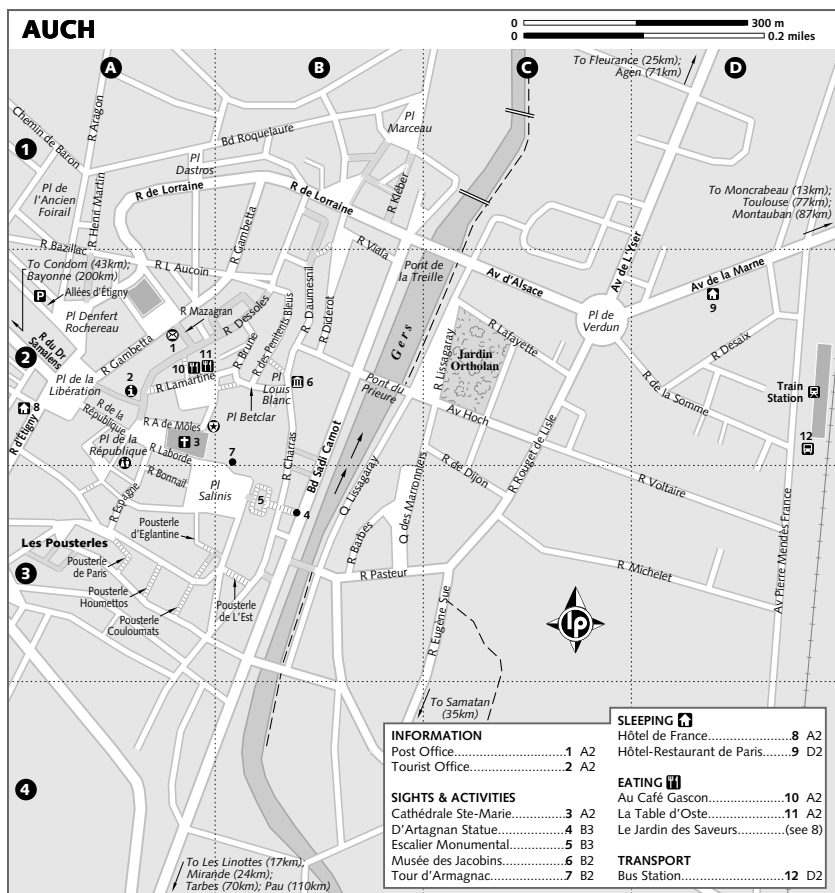 AUCH
0 300 m
0 0.2 miles
A
B
C
D
To Fleurance (25km);
Agen (71km)
Chemin de Baron
R Aragon
Pl
Marceau
Bd Roquelaure
1
Pl
Dastros
Pl de
l'Ancien
Foirail
R Henri Martin
R de Lorraine
R de Lorraine
R Kléber
To Moncrabeau (13km);
Toulouse (77km);
Montauban (87km)
R Gambetta
R Bazillac
R Viafa
Av de L'Yser
To Condom (43km);
Bayonne (200km)
R L Aucoin
Pont de
la Treille
Av d'Alsace
Av de la Marne
P
Allées d'Étigny
R Daumesnil
R Diderot
9
R Mazagran
Pl Denfert
Rochereau
R Dessoles
R des Penitents Bleus
Pl de
Verdun
R du Dr
Samalens
R Gambetta
1
R Brune
Gers
R Lissagaray
R Lafayette
R Desaix
2
11
10
Jardin
Ortholan
Pl de la
Libération
2
R Lamartine
Pl
Louis
Blanc
6
Pont du
Prieuré
R de la Somme
Train
Station
8
R de la
République
Pl Betclar
R d'Étigny
R A de Môles
Av Hoch
Pl de la
République
3
R Laborde
7
R Charras
Bd Sadi Carnot
R Rouget de Lisle
12
R Bonnail
Pl
Salinis
R de Dijon
R Voltaire
R Espagne
5
4
Q Lissagaray
Q des Marronniers
Pousterle
d'Eglantine
R Barbès
Av Pierre Mendès France
Les Pousterles
3
Pousterle
de Paris
R Pasteur
R Michelet
Pousterle
Houmettos
Pousterle
Couloumats
Pousterle
de L'Est
R Eugène Sue
lp
To Samatan
(35km)
4
To Les Linottes (17km);
Mirande (24km);
Tarbes (70km); Pau (110km)
INFORMATION
Post Office 1 A2
Tourist Office 2 A2
SIGHTS & ACTIVITIES
Cathédrale Ste-Marie 3 A2
D'Artagnan Statue 4 B3
Escalier Monumental 5 B3
Musée des Jacobins 6 B2
Tour d'Armagnac 7 B2
SLEEPING
Hôtel de France 8 A2
Hôtel-Restaurant de Paris 9 D2
EATING
Au Café Gascon 10 A2
La Table d'Oste 11 A2
Le Jardin des Saveurs (see 8)
TRANSPORT
Bus Station 12 D2